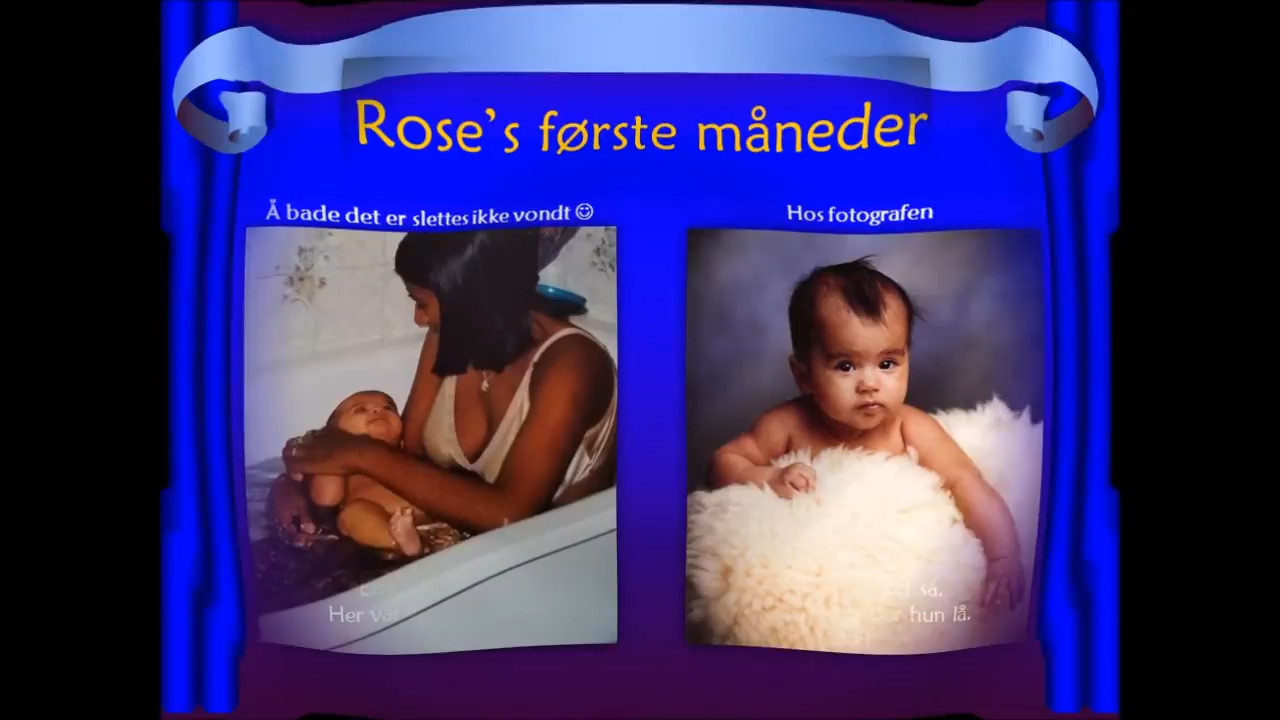 Rose's første måneder
Å bade det er slettes ikke vondt ☺
Hos fotografen
så.
Her var hun lå.